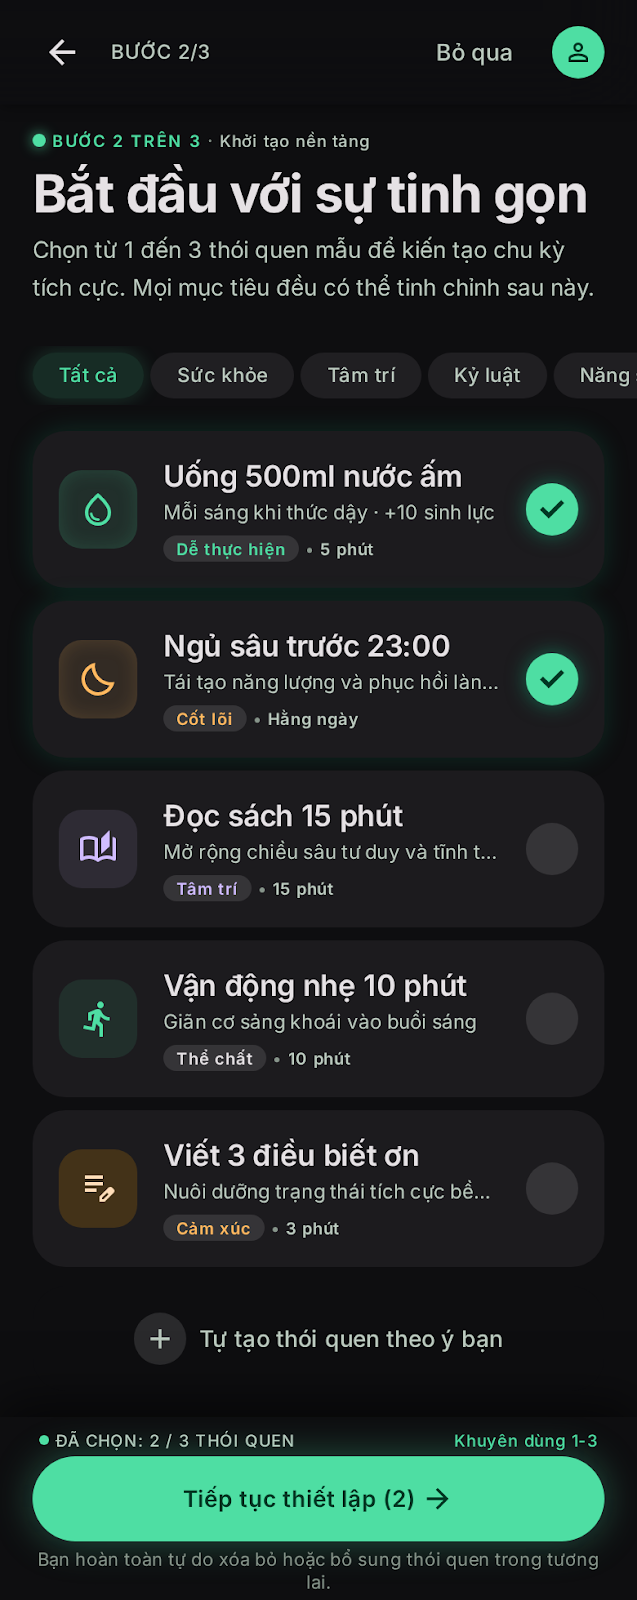 BƯỚC 2/3
Bỏ qua
BƯỚC 2 TRÊN 3 · Khởi tạo nền tảng
Bắt đầu với sự tinh gọn
Chọn từ 1 đến 3 thói quen mẫu để kiến tạo chu kỳ
tích cực. Mọi mục tiêu đều có thể tinh chỉnh sau này.
Tất cả
Sức khỏe
Tâm trí
Kỷ luật
Năng
Uống 500ml nước ấm
Mỗi sáng khi thức dậy · +10 sinh lực
Dễ thực hiện • 5 phút
Ngủ sâu trước 23:00
Tái tạo năng lượng và phục hồi làn...
Cốt lõi • Hằng ngày
Đọc sách 15 phút
Mở rộng chiều sâu tư duy và tĩnh t...
Tâm trí • 15 phút
Vận động nhẹ 10 phút
Giãn cơ sảng khoái vào buổi sáng
Thể chất • 10 phút
Viết 3 điều biết ơn
Nuôi dưỡng trạng thái tích cực bề...
Cảm xúc • 3 phút
Tự tạo thói quen theo ý bạn
ĐÃ CHỌN: 2 / 3 THÓI QUEN
Khuyên dùng 1-3
Tiếp tục thiết lập (2) →
Bạn hoàn toàn tự do xóa bỏ hoặc bổ sung thói quen trong tương
lai.